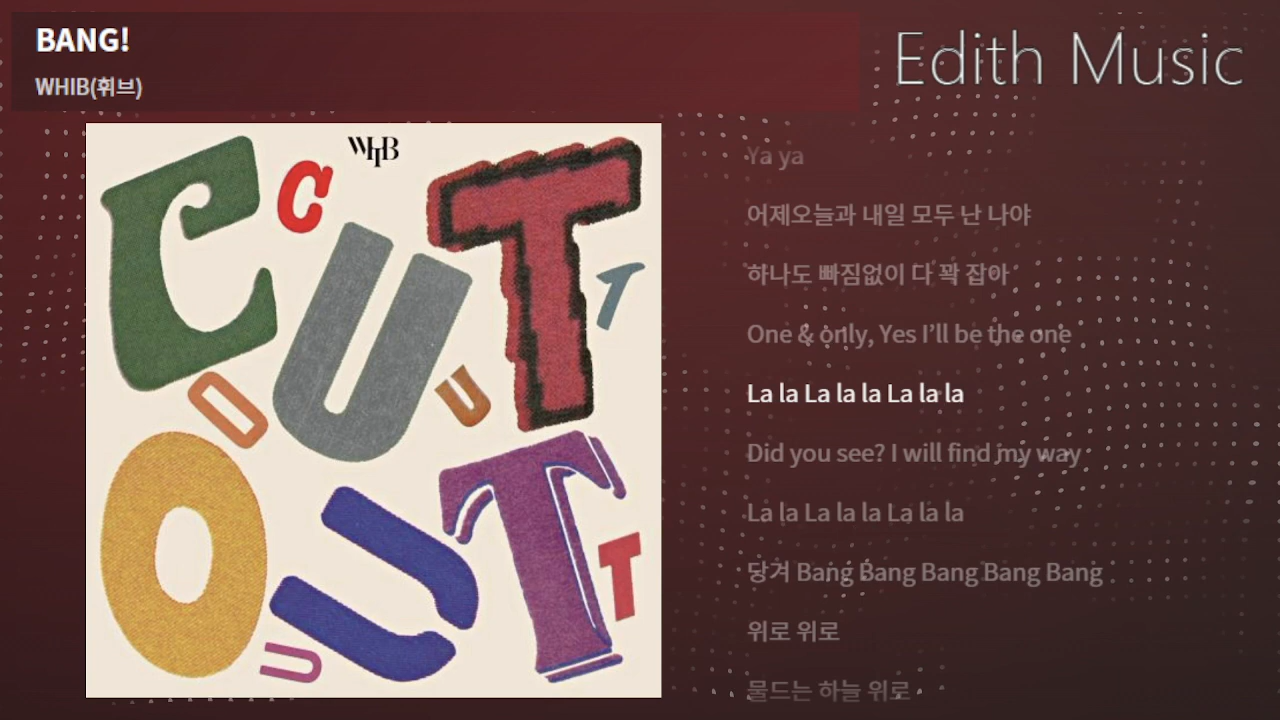 BANG!
WHIB(휘브)
Edith Music
WHIB
C C U T T
O U U
O U T T
U
Ya ya
어제오늘과 내일 모두 난 나야
하나도 빠짐없이 다 꽉 잡아
One & only, Yes I’ll be the one
La la La la la La la la
Did you see? I will find my way
La la La la la La la la
당겨 Bang Bang Bang Bang Bang
위로 위로
물드는 하늘 위로